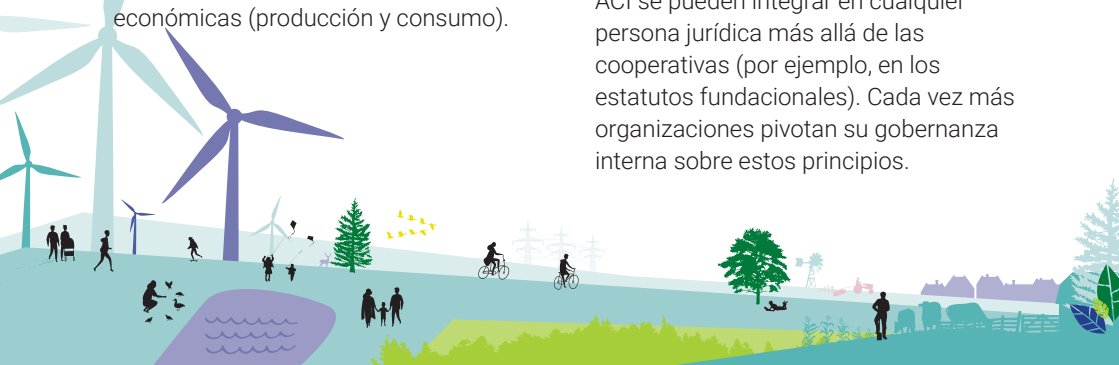 económicas (producción y consumo).
ACI se pueden integrar en cualquier
persona jurídica más allá de las
cooperativas (por ejemplo, en los
estatutos fundacionales). Cada vez más
organizaciones pivotan su gobernanza
interna sobre estos principios.